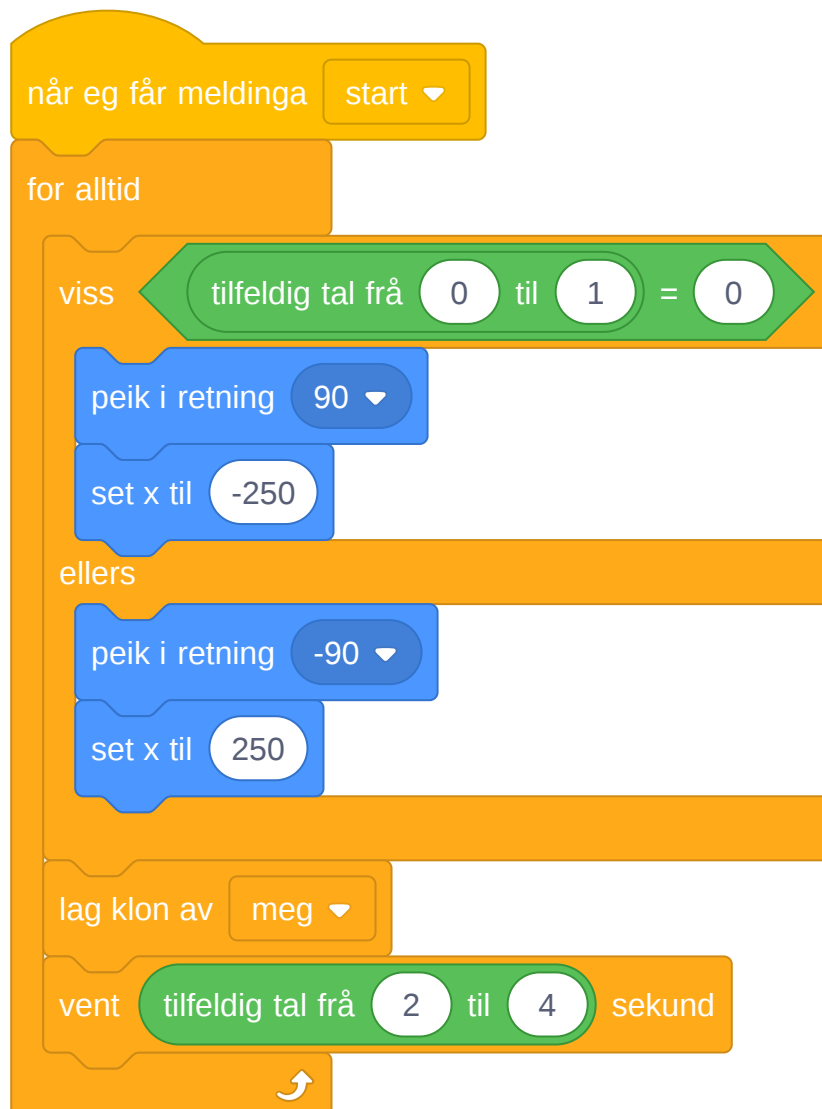 når eg får meldinga start
for alltid
viss tilfeldig tal frå 0 til 1 = 0
peik i retning 90
set x til -250
ellers
peik i retning -90
set x til 250
lag klon av meg
vent tilfeldig tal frå 2 til 4 sekund